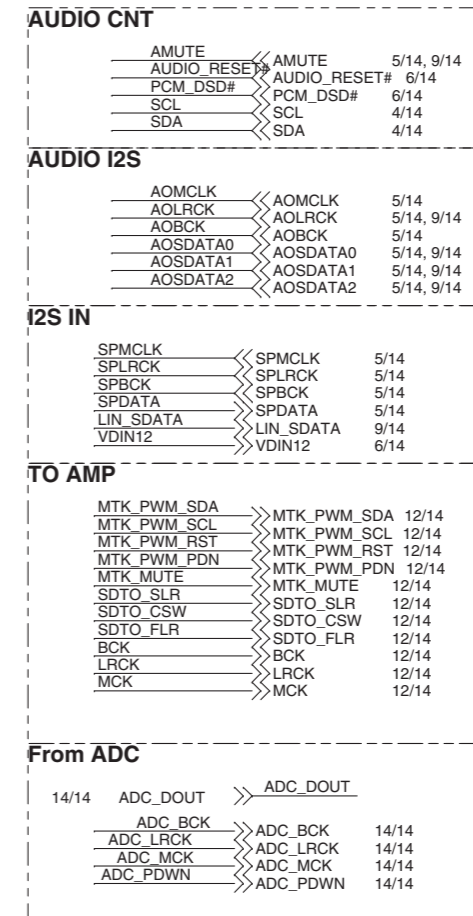 AUDIO CNT
AMUTE AMUTE 5/14, 9/14
AUDIO_RESET# AUDIO_RESET# 6/14
PCM_DSD# PCM_DSD# 6/14
SCL SCL 4/14
SDA SDA 4/14
AUDIO I2S
AOMCLK AOMCLK 5/14
AOLRCK AOLRCK 5/14, 9/14
AOBCK AOBCK 5/14
AOSDATA0 AOSDATA0 5/14, 9/14
AOSDATA1 AOSDATA1 5/14, 9/14
AOSDATA2 AOSDATA2 5/14, 9/14
I2S IN
SPMCLK SPMCLK 5/14
SPLRCK SPLRCK 5/14
SPBCK SPBCK 5/14
SPDATA SPDATA 5/14
LIN_SDATA LIN_SDATA 9/14
VDIN12 VDIN12 6/14
TO AMP
MTK_PWM_SDA MTK_PWM_SDA 12/14
MTK_PWM_SCL MTK_PWM_SCL 12/14
MTK_PWM_RST MTK_PWM_RST 12/14
MTK_PWM_PDN MTK_PWM_PDN 12/14
MTK_MUTE MTK_MUTE 12/14
SDTO_SLR SDTO_SLR 12/14
SDTO_CSW SDTO_CSW 12/14
SDTO_FLR SDTO_FLR 12/14
BCK BCK 12/14
LRCK LRCK 12/14
MCK MCK 12/14
From ADC
14/14 ADC_DOUT ADC_DOUT
ADC_BCK ADC_BCK 14/14
ADC_LRCK ADC_LRCK 14/14
ADC_MCK ADC_MCK 14/14
ADC_PDWN ADC_PDWN 14/14